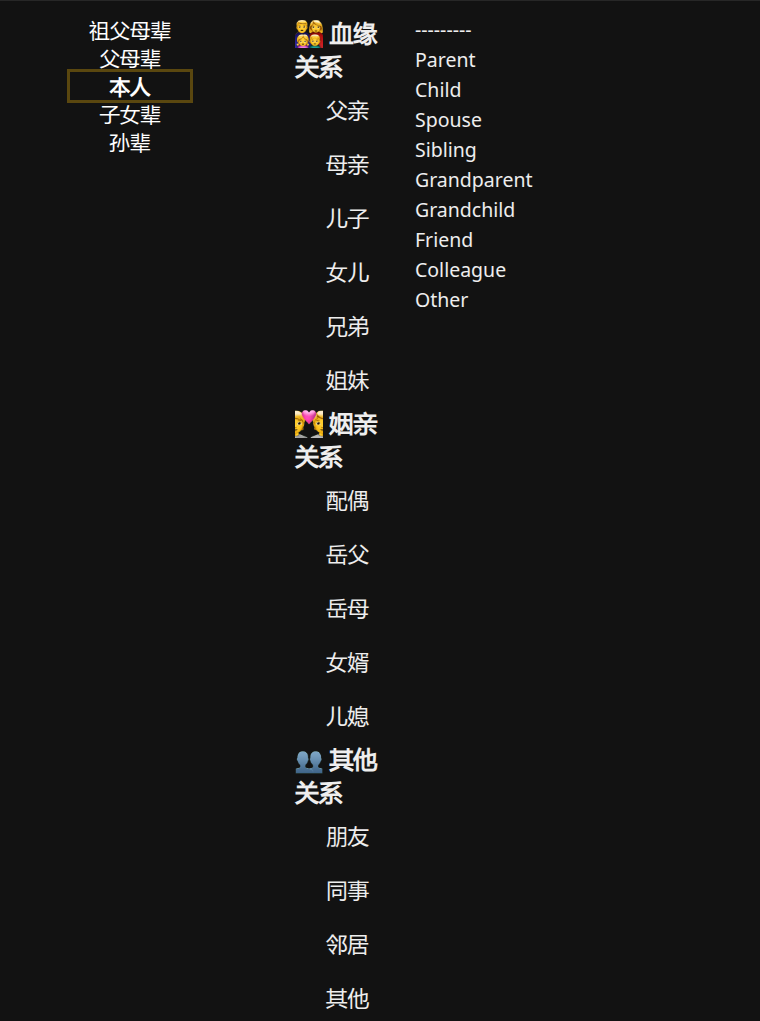 祖父母辈
父母辈
本人
子女辈
孙辈
血缘
关系
父亲
母亲
儿子
女儿
兄弟
姐妹
姻亲
关系
配偶
岳父
岳母
女婿
儿媳
其他
关系
朋友
同事
邻居
其他
---------
Parent
Child
Spouse
Sibling
Grandparent
Grandchild
Friend
Colleague
Other